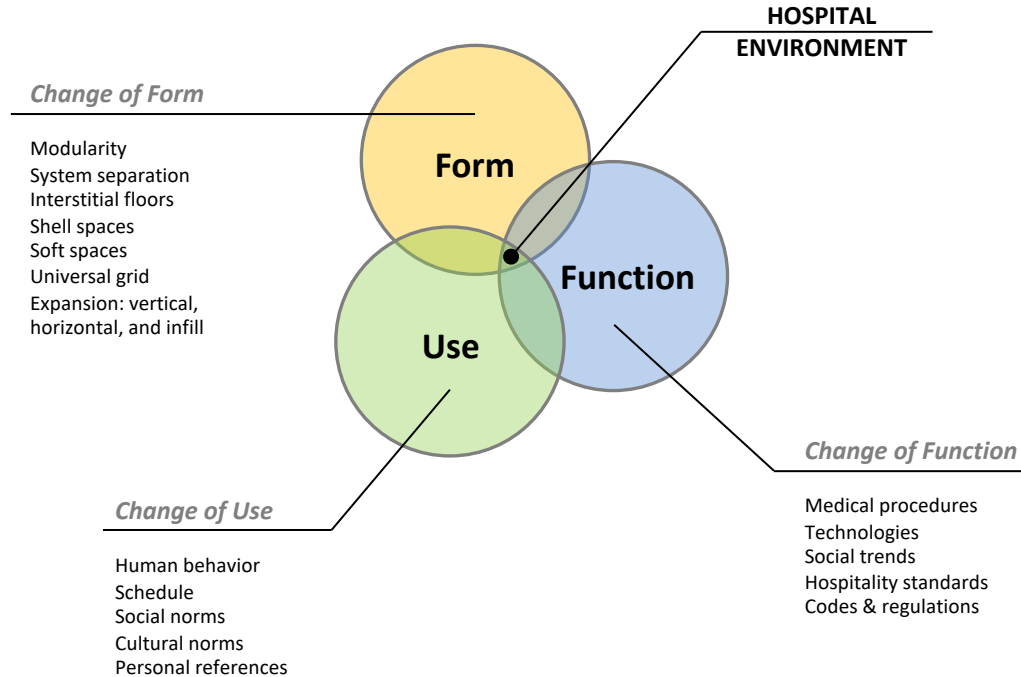 HOSPITAL
ENVIRONMENT
Change of Form
Modularity
System separation
Interstitial floors
Shell spaces
Soft spaces
Universal grid
Expansion: vertical,
horizontal, and infill
Form
Function
Use
Change of Function
Medical procedures
Technologies
Social trends
Hospitality standards
Codes & regulations
Change of Use
Human behavior
Schedule
Social norms
Cultural norms
Personal references